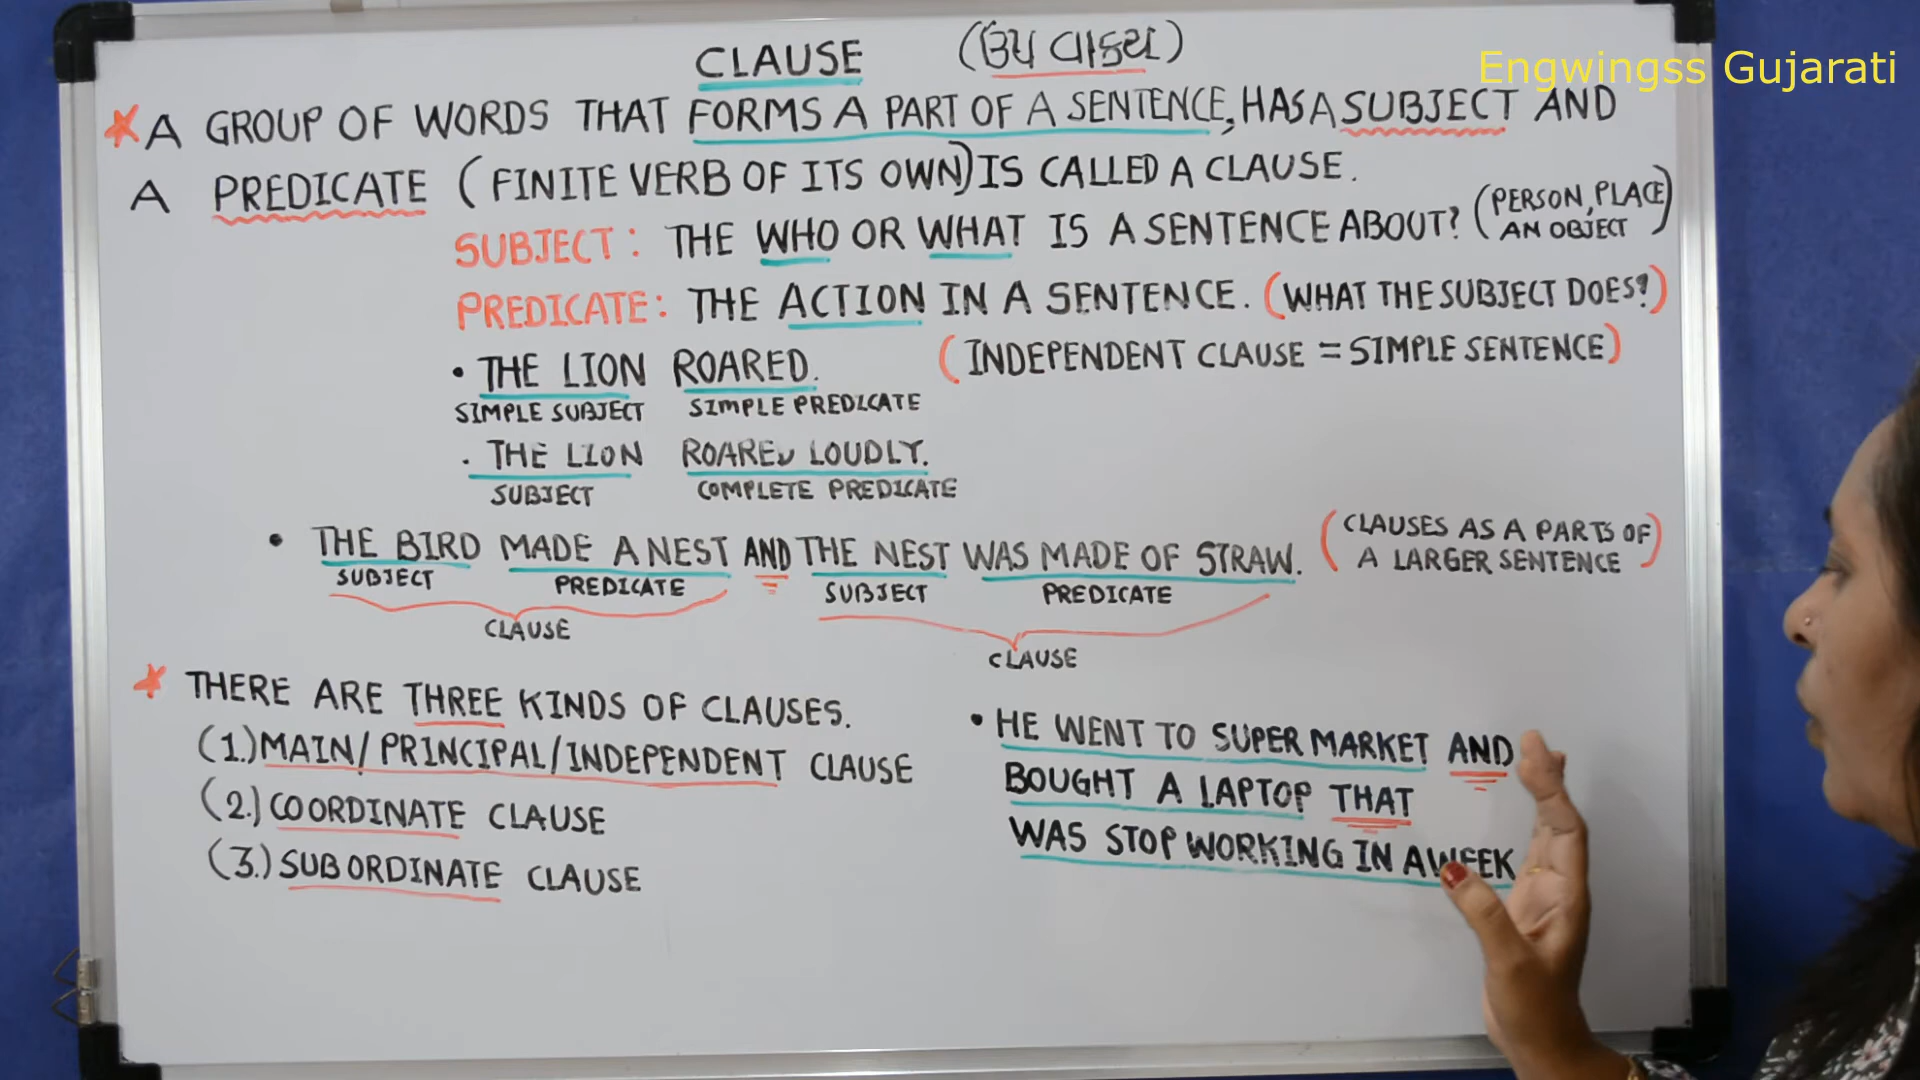 CLAUSE (ઉપ વાક્ય)
Engwingss Gujarati
A GROUP OF WORDS THAT FORMS A PART OF A SENTENCE, HAS A SUBJECT AND
A PREDICATE (FINITE VERB OF ITS OWN) IS CALLED A CLAUSE.
SUBJECT: THE WHO OR WHAT IS A SENTENCE ABOUT? (PERSON, PLACE
AN OBJECT)
PREDICATE: THE ACTION IN A SENTENCE. (WHAT THE SUBJECT DOES?)
• THE LION ROARED. (INDEPENDENT CLAUSE = SIMPLE SENTENCE)
SIMPLE SUBJECT SIMPLE PREDICATE
. THE LION ROARED LOUDLY.
SUBJECT COMPLETE PREDICATE
• THE BIRD MADE A NEST AND THE NEST WAS MADE OF STRAW.
(CLAUSES AS A PARTS OF
A LARGER SENTENCE)
SUBJECT PREDICATE SUBJECT PREDICATE
CLAUSE
CLAUSE
THERE ARE THREE KINDS OF CLAUSES.
(1.) MAIN/PRINCIPAL/INDEPENDENT CLAUSE
(2.) COORDINATE CLAUSE
(3.) SUBORDINATE CLAUSE
• HE WENT TO SUPER MARKET AND
BOUGHT A LAPTOP THAT
WAS STOP WORKING IN A WEEK